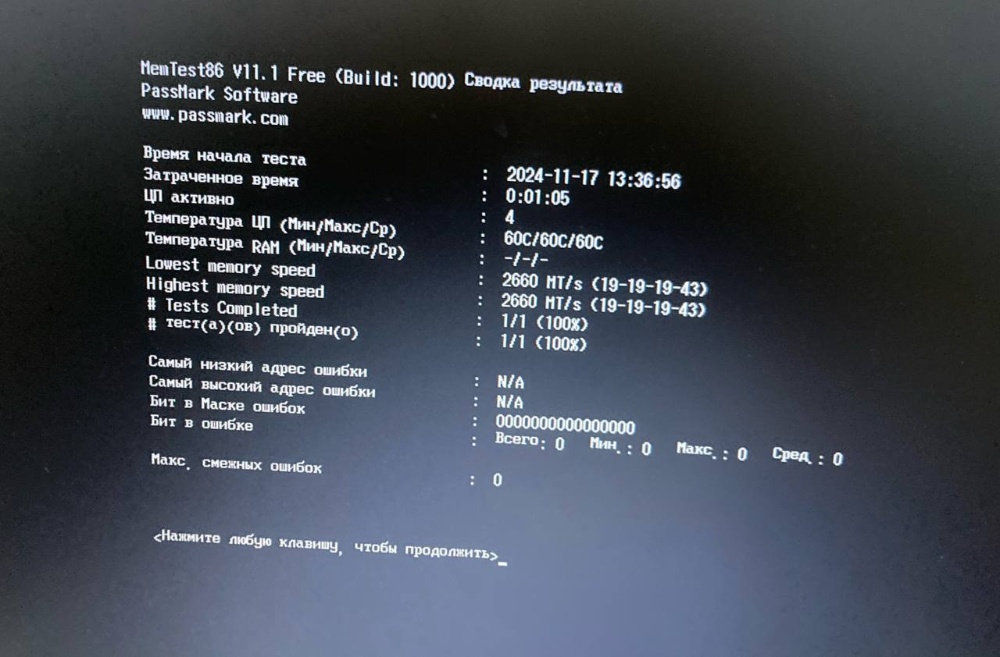 MemTest86 V11.1 Free (Build: 1000) Сводка результата
PassMark Software
www.passmark.com
Время начала теста : 2024-11-17 13:36:56
Затраченное время : 0:01:05
ЦП активно : 4
Температура ЦП (Мин/Макс/Ср) : 60C/60C/60C
Температура RAM (Мин/Макс/Ср) : -/-/-
Lowest memory speed : 2660 MT/s (19-19-19-43)
Highest memory speed : 2660 MT/s (19-19-19-43)
# Tests Completed : 1/1 (100%)
# тест(а)(ов) пройден(о) : 1/1 (100%)
Самый низкий адрес ошибки : N/A
Самый высокий адрес ошибки : N/A
Бит в Маске ошибок : 0000000000000000
Бит в ошибке : Всего: 0 Мин.: 0 Макс.: 0 Сред.: 0
Макс. смежных ошибок : 0
<Нажмите любую клавишу, чтобы продолжить>_